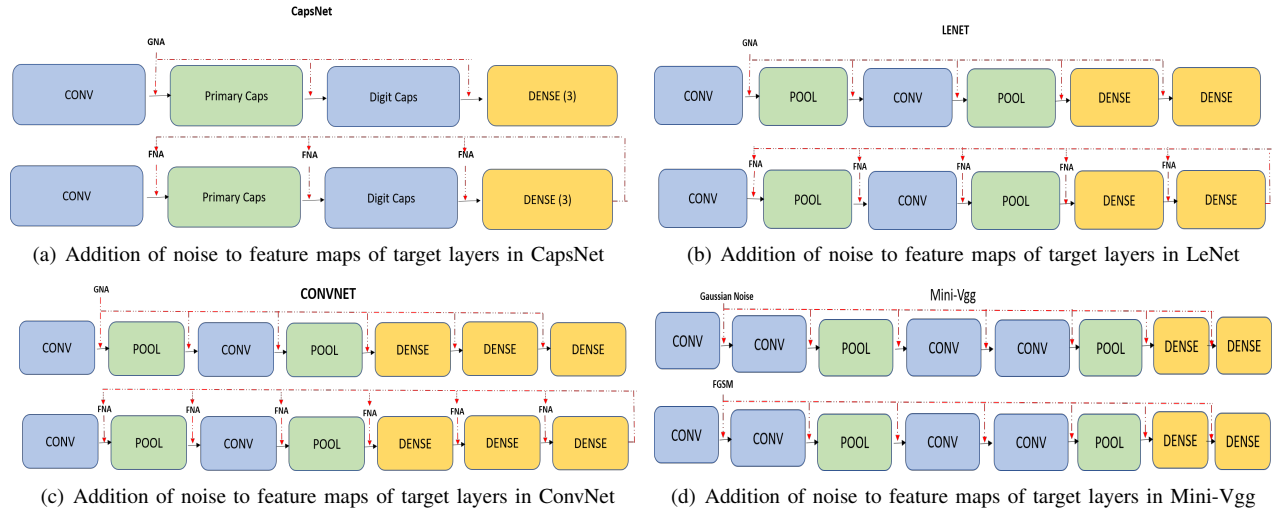 CapsNet
GNA
CONV
Primary Caps
Digit Caps
DENSE (3)
FNA
FNA
FNA
CONV
Primary Caps
Digit Caps
DENSE (3)
(a) Addition of noise to feature maps of target layers in CapsNet
LENET
GNA
CONV
POOL
CONV
POOL
DENSE
DENSE
FNA
FNA
FNA
FNA
FNA
CONV
POOL
CONV
POOL
DENSE
DENSE
(b) Addition of noise to feature maps of target layers in LeNet
CONVNET
GNA
CONV
POOL
CONV
POOL
DENSE
DENSE
DENSE
FNA
FNA
FNA
FNA
FNA
FNA
CONV
POOL
CONV
POOL
DENSE
DENSE
DENSE
(c) Addition of noise to feature maps of target layers in ConvNet
Mini-Vgg
Gaussian Noise
CONV
CONV
POOL
CONV
CONV
POOL
DENSE
DENSE
FGSM
CONV
CONV
POOL
CONV
CONV
POOL
DENSE
DENSE
(d) Addition of noise to feature maps of target layers in Mini-Vgg